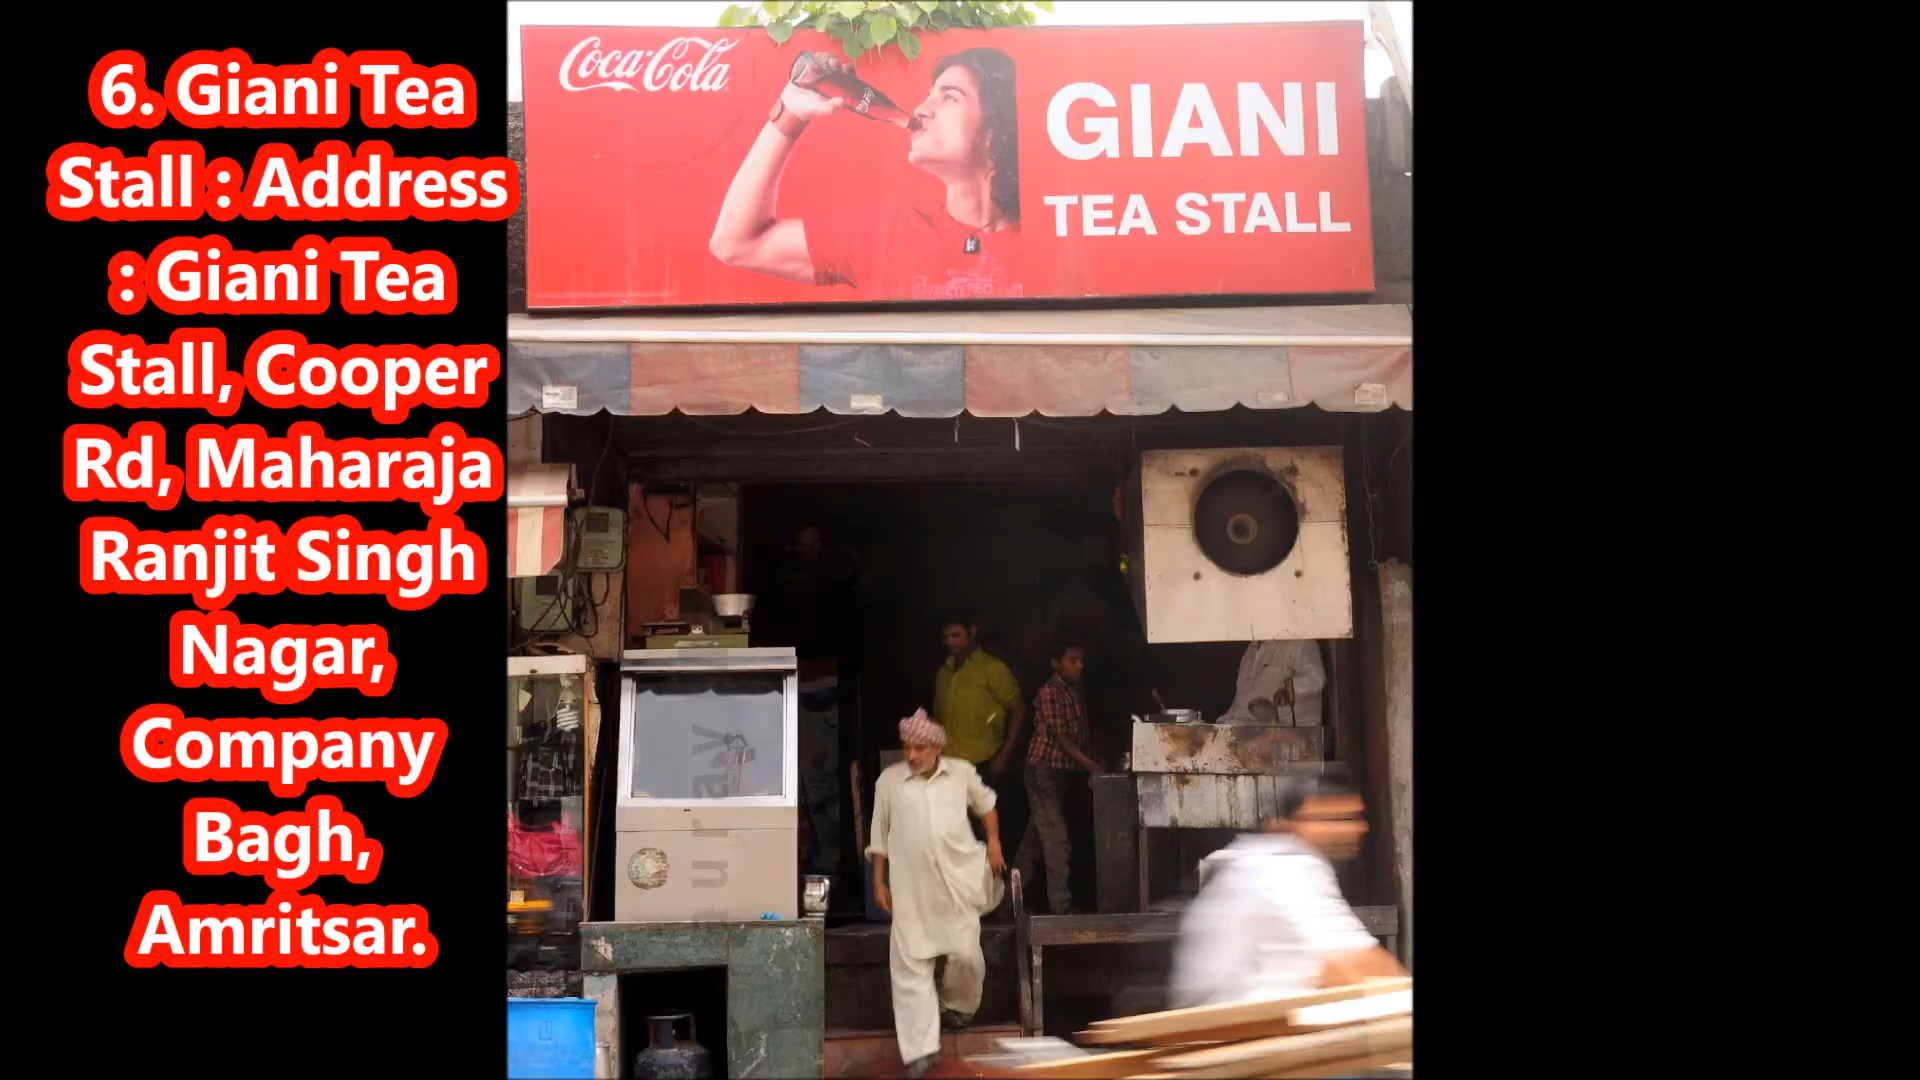 6. Giani Tea
Stall : Address
: Giani Tea
Stall, Cooper
Rd, Maharaja
Ranjit Singh
Nagar,
Company
Bagh,
Amritsar.
Coca-Cola
GIANI
TEA STALL